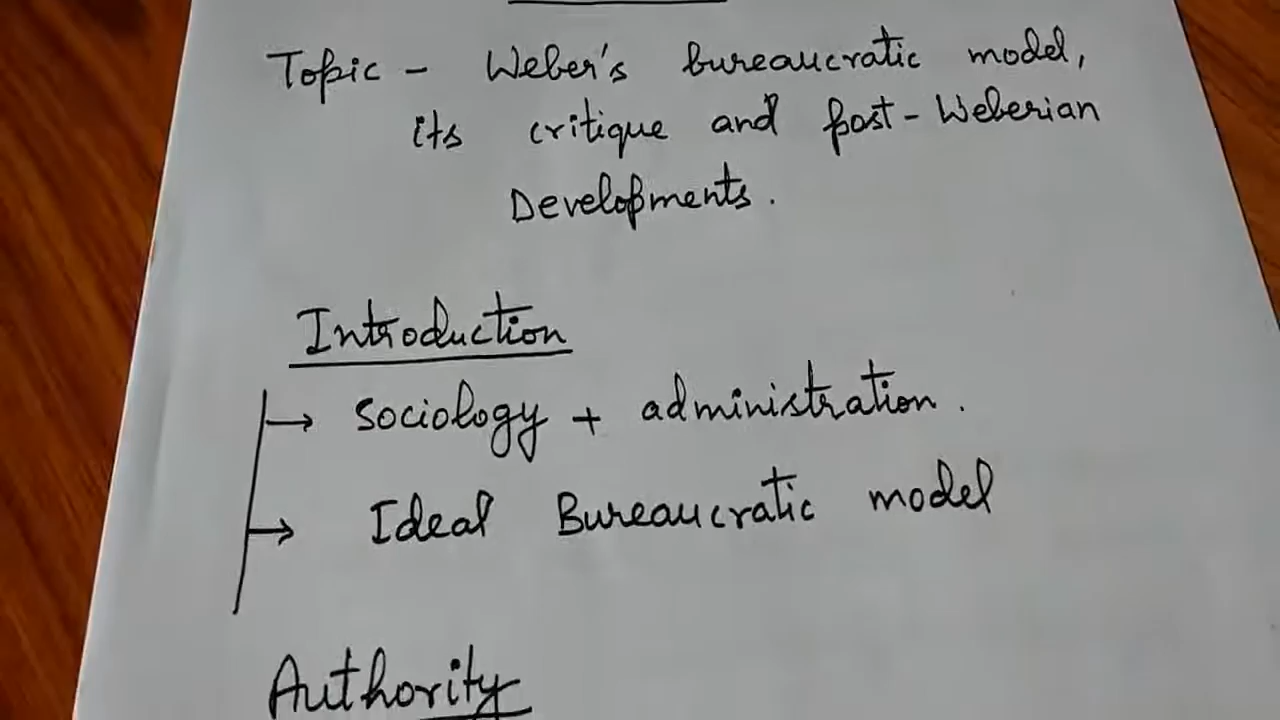 Topic - Weber's bureaucratic model,
its critique and post-Weberian
Developments.
Introduction
→ Sociology + administration.
→ Ideal Bureaucratic model
Authority